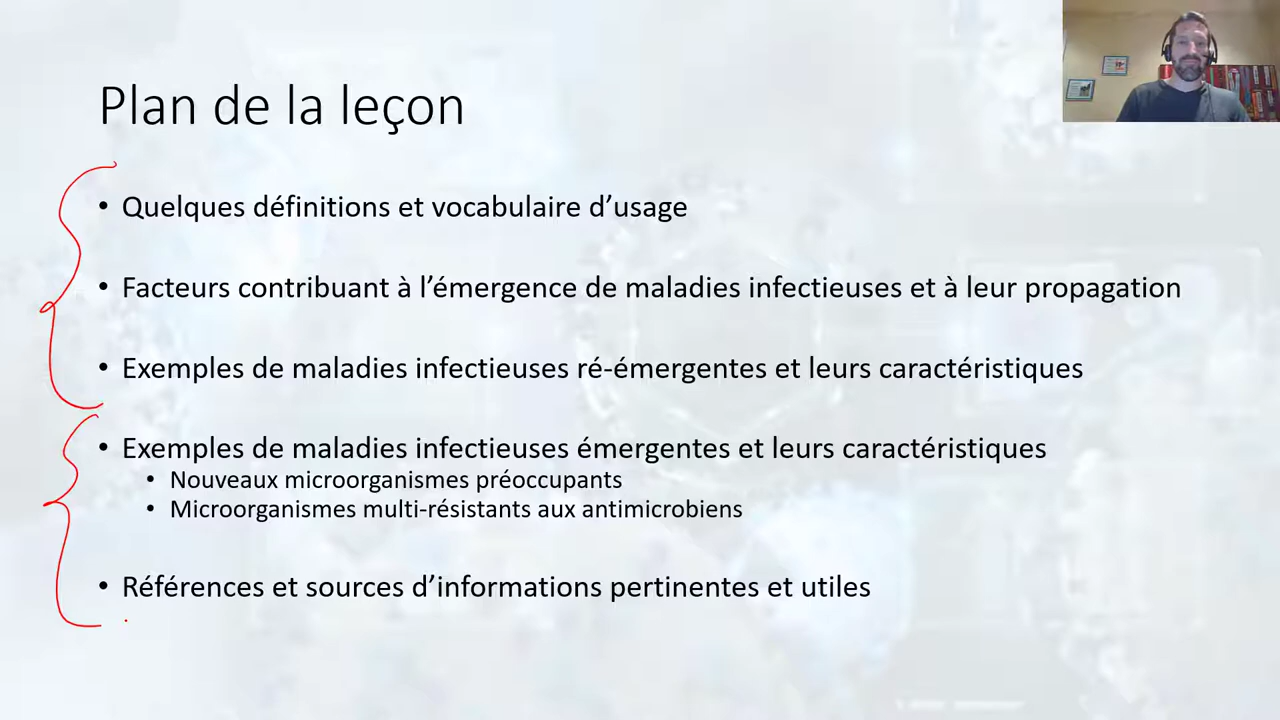 Plan de la leçon
• Quelques définitions et vocabulaire d’usage
• Facteurs contribuant à l’émergence de maladies infectieuses et à leur propagation
• Exemples de maladies infectieuses ré-émergentes et leurs caractéristiques
• Exemples de maladies infectieuses émergentes et leurs caractéristiques
• Nouveaux microorganismes préoccupants
• Microorganismes multi-résistants aux antimicrobiens
• Références et sources d’informations pertinentes et utiles